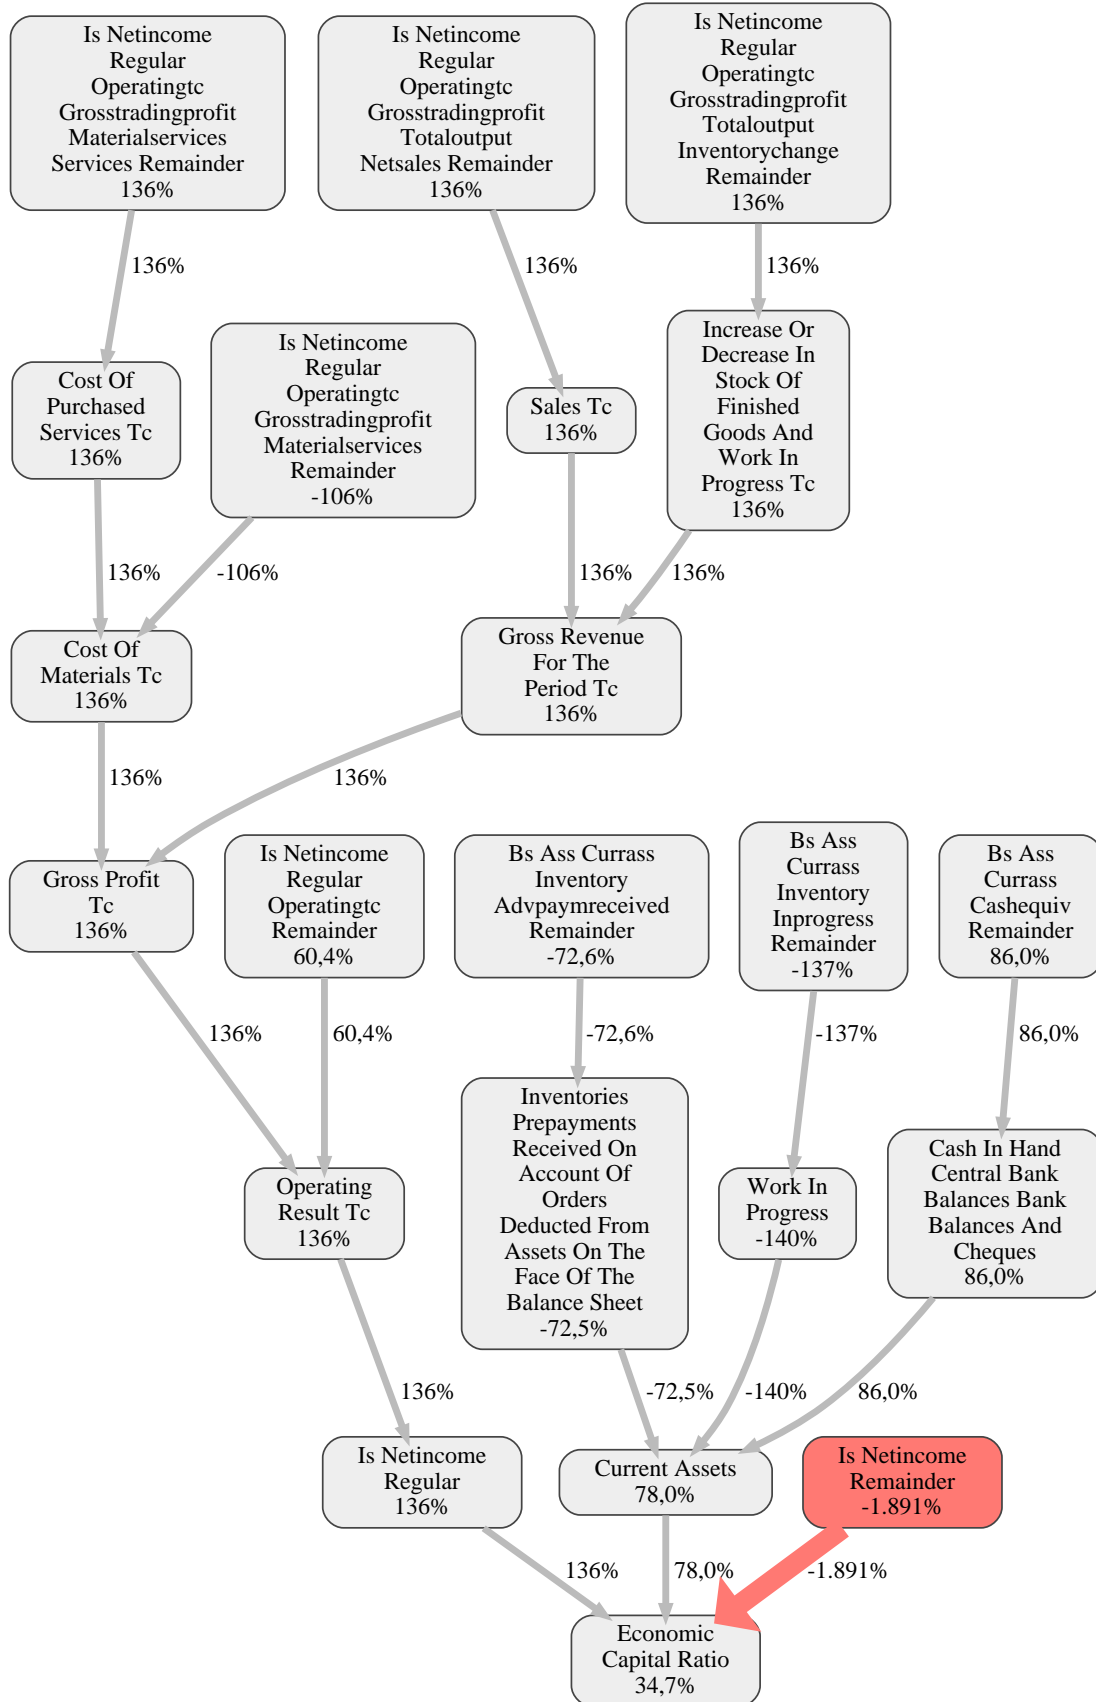 Is Netincome
Regular
Operatingtc
Grosstradingprofit
Materialservices
Services Remainder
136%
Is Netincome
Regular
Operatingtc
Grosstradingprofit
Totaloutput
Netsales Remainder
136%
Is Netincome
Regular
Operatingtc
Grosstradingprofit
Totaloutput
Inventorychange
Remainder
136%
136%
136%
136%
Cost Of
Purchased
Services Tc
136%
Is Netincome
Regular
Operatingtc
Grosstradingprofit
Materialservices
Remainder
-106%
Sales Tc
136%
Increase Or
Decrease In
Stock Of
Finished
Goods And
Work In
Progress Tc
136%
136%
-106%
136%
136%
Cost Of
Materials Tc
136%
Gross Revenue
For The
Period Tc
136%
136%
136%
Gross Profit
Tc
136%
Is Netincome
Regular
Operatingtc
Remainder
60,4%
Bs Ass Currass
Inventory
Advpaymreceived
Remainder
-72,6%
Bs Ass
Currass
Inventory
Inprogress
Remainder
-137%
Bs Ass
Currass
Cashequiv
Remainder
86,0%
136%
60,4%
-72,6%
-137%
86,0%
Operating
Result Tc
136%
Inventories
Prepayments
Received On
Account Of
Orders
Deducted From
Assets On The
Face Of The
Balance Sheet
-72,5%
Work In
Progress
-140%
Cash In Hand
Central Bank
Balances Bank
Balances And
Cheques
86,0%
136%
-72,5%
-140%
86,0%
Is Netincome
Regular
136%
Current Assets
78,0%
Is Netincome
Remainder
-1.891%
136%
78,0%
-1.891%
Economic
Capital Ratio
34,7%